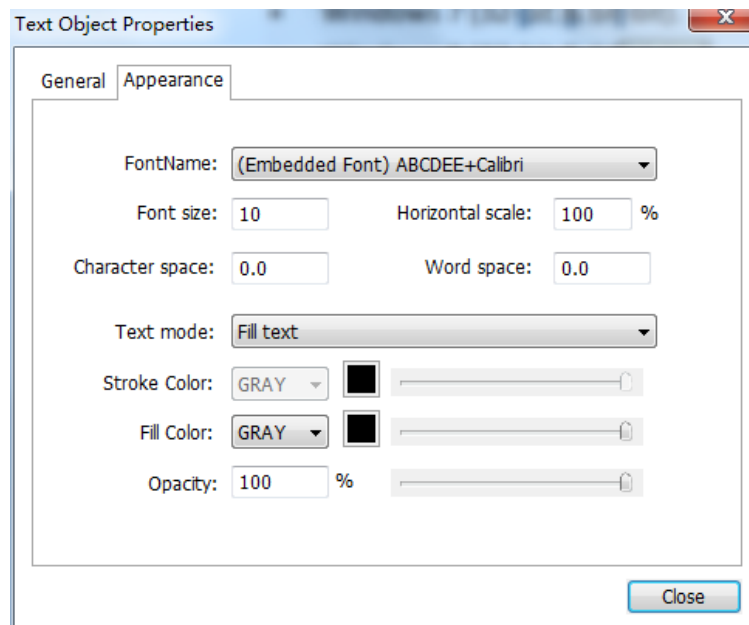 Text Object Properties
General Appearance
FontName: (Embedded Font) ABCDEE+Calibri
Font size: 10 Horizontal scale: 100 %
Character space: 0.0 Word space: 0.0
Text mode: Fill text
Stroke Color: GRAY
Fill Color: GRAY
Opacity: 100 %
Close